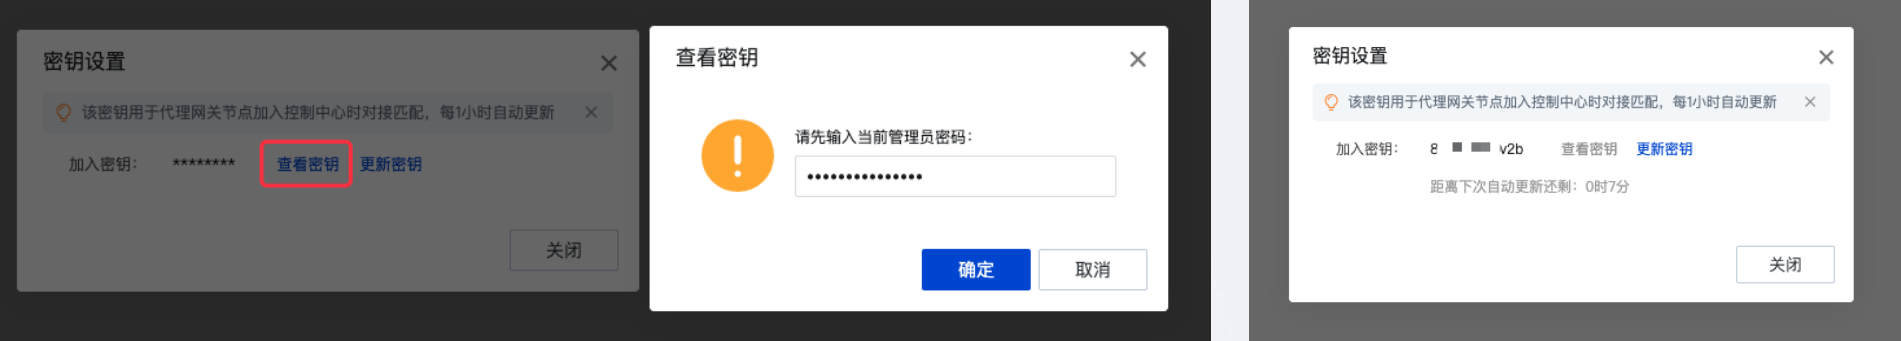 密钥设置
该密钥用于代理网关节点加入控制中心时对接匹配，每1小时自动更新
加入密钥： ******** 查看密钥 更新密钥
关闭
查看密钥
请先输入当前管理员密码：
•••••••••••••••
确定 取消
密钥设置
该密钥用于代理网关节点加入控制中心时对接匹配，每1小时自动更新
加入密钥： 8 v2b 查看密钥 更新密钥
距离下次自动更新还剩：0时7分
关闭